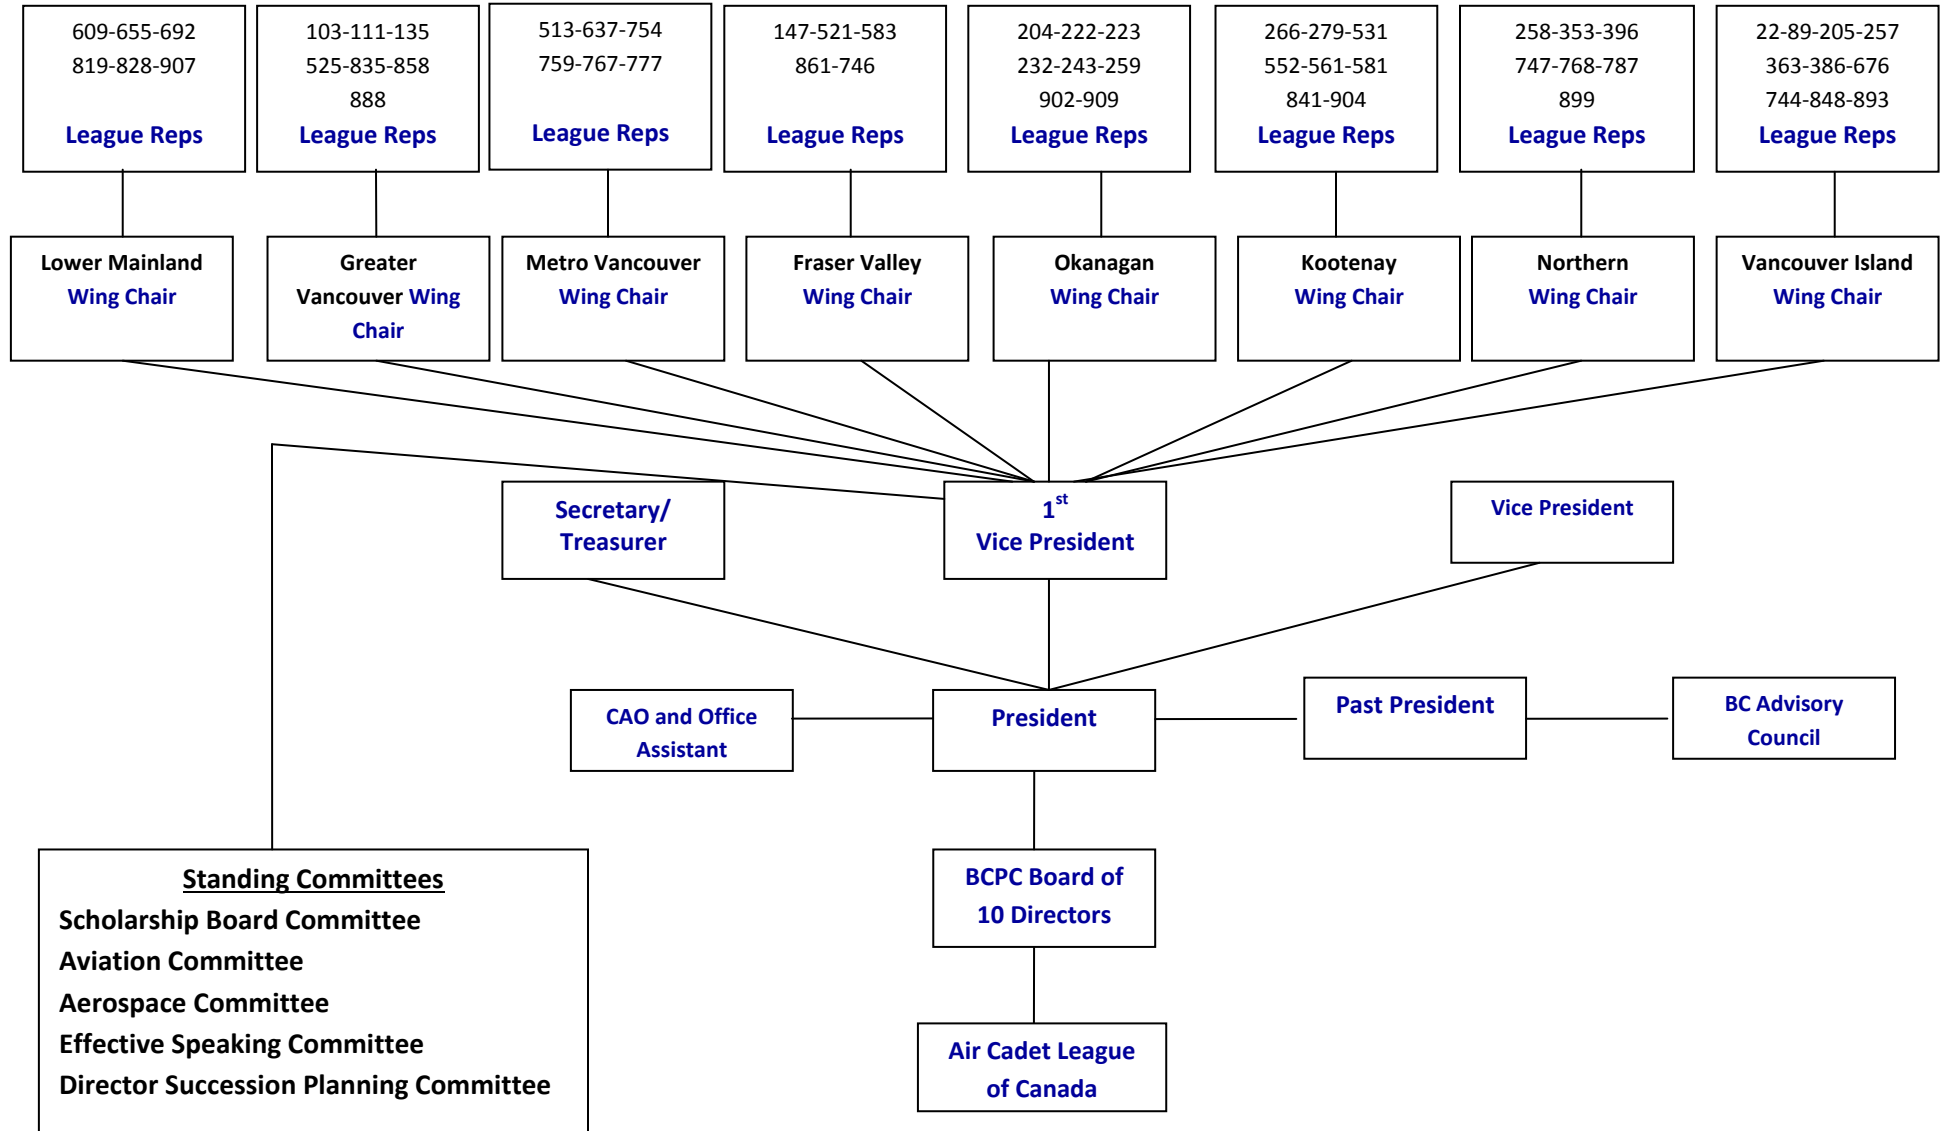 609-655-692
819-828-907
League Reps
103-111-135
525-835-858
888
League Reps
513-637-754
759-767-777
League Reps
147-521-583
861-746
League Reps
204-222-223
232-243-259
902-909
League Reps
266-279-531
552-561-581
841-904
League Reps
258-353-396
747-768-787
899
League Reps
22-89-205-257
363-386-676
744-848-893
League Reps
Lower Mainland
Wing Chair
Greater
Vancouver Wing
Chair
Metro Vancouver
Wing Chair
Fraser Valley
Wing Chair
Okanagan
Wing Chair
Kootenay
Wing Chair
Northern
Wing Chair
Vancouver Island
Wing Chair
Secretary/
Treasurer
1st
Vice President
Vice President
CAO and Office
Assistant
President
Past President
BC Advisory
Council
Standing Committees
Scholarship Board Committee
Aviation Committee
Aerospace Committee
Effective Speaking Committee
Director Succession Planning Committee
BCPC Board of
10 Directors
Air Cadet League
of Canada